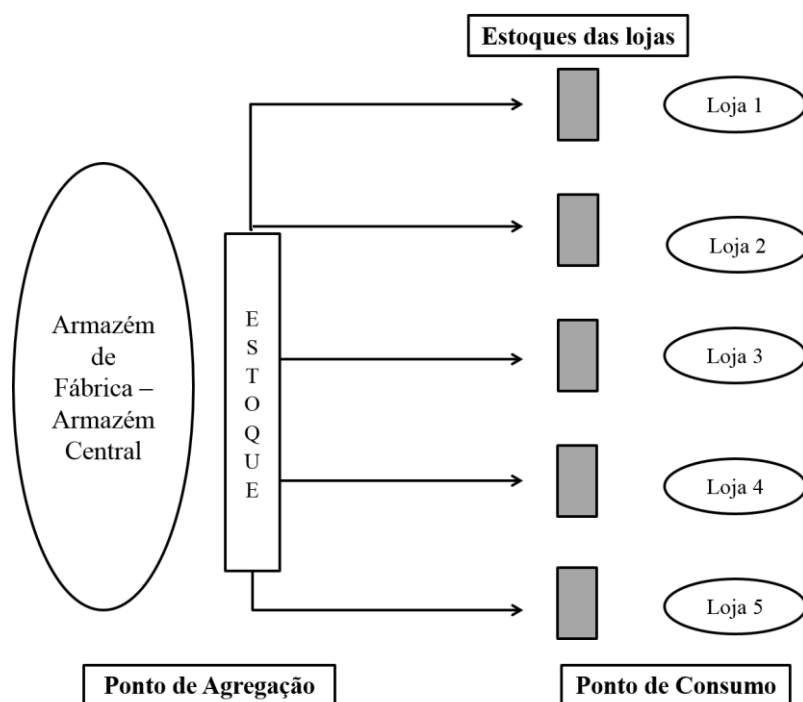 Estoques das lojas
Loja 1
Loja 2
Armazém
de
Fábrica –
Armazém
Central
E
S
T
O
Q
U
E
Loja 3
Loja 4
Loja 5
Ponto de Agregação
Ponto de Consumo